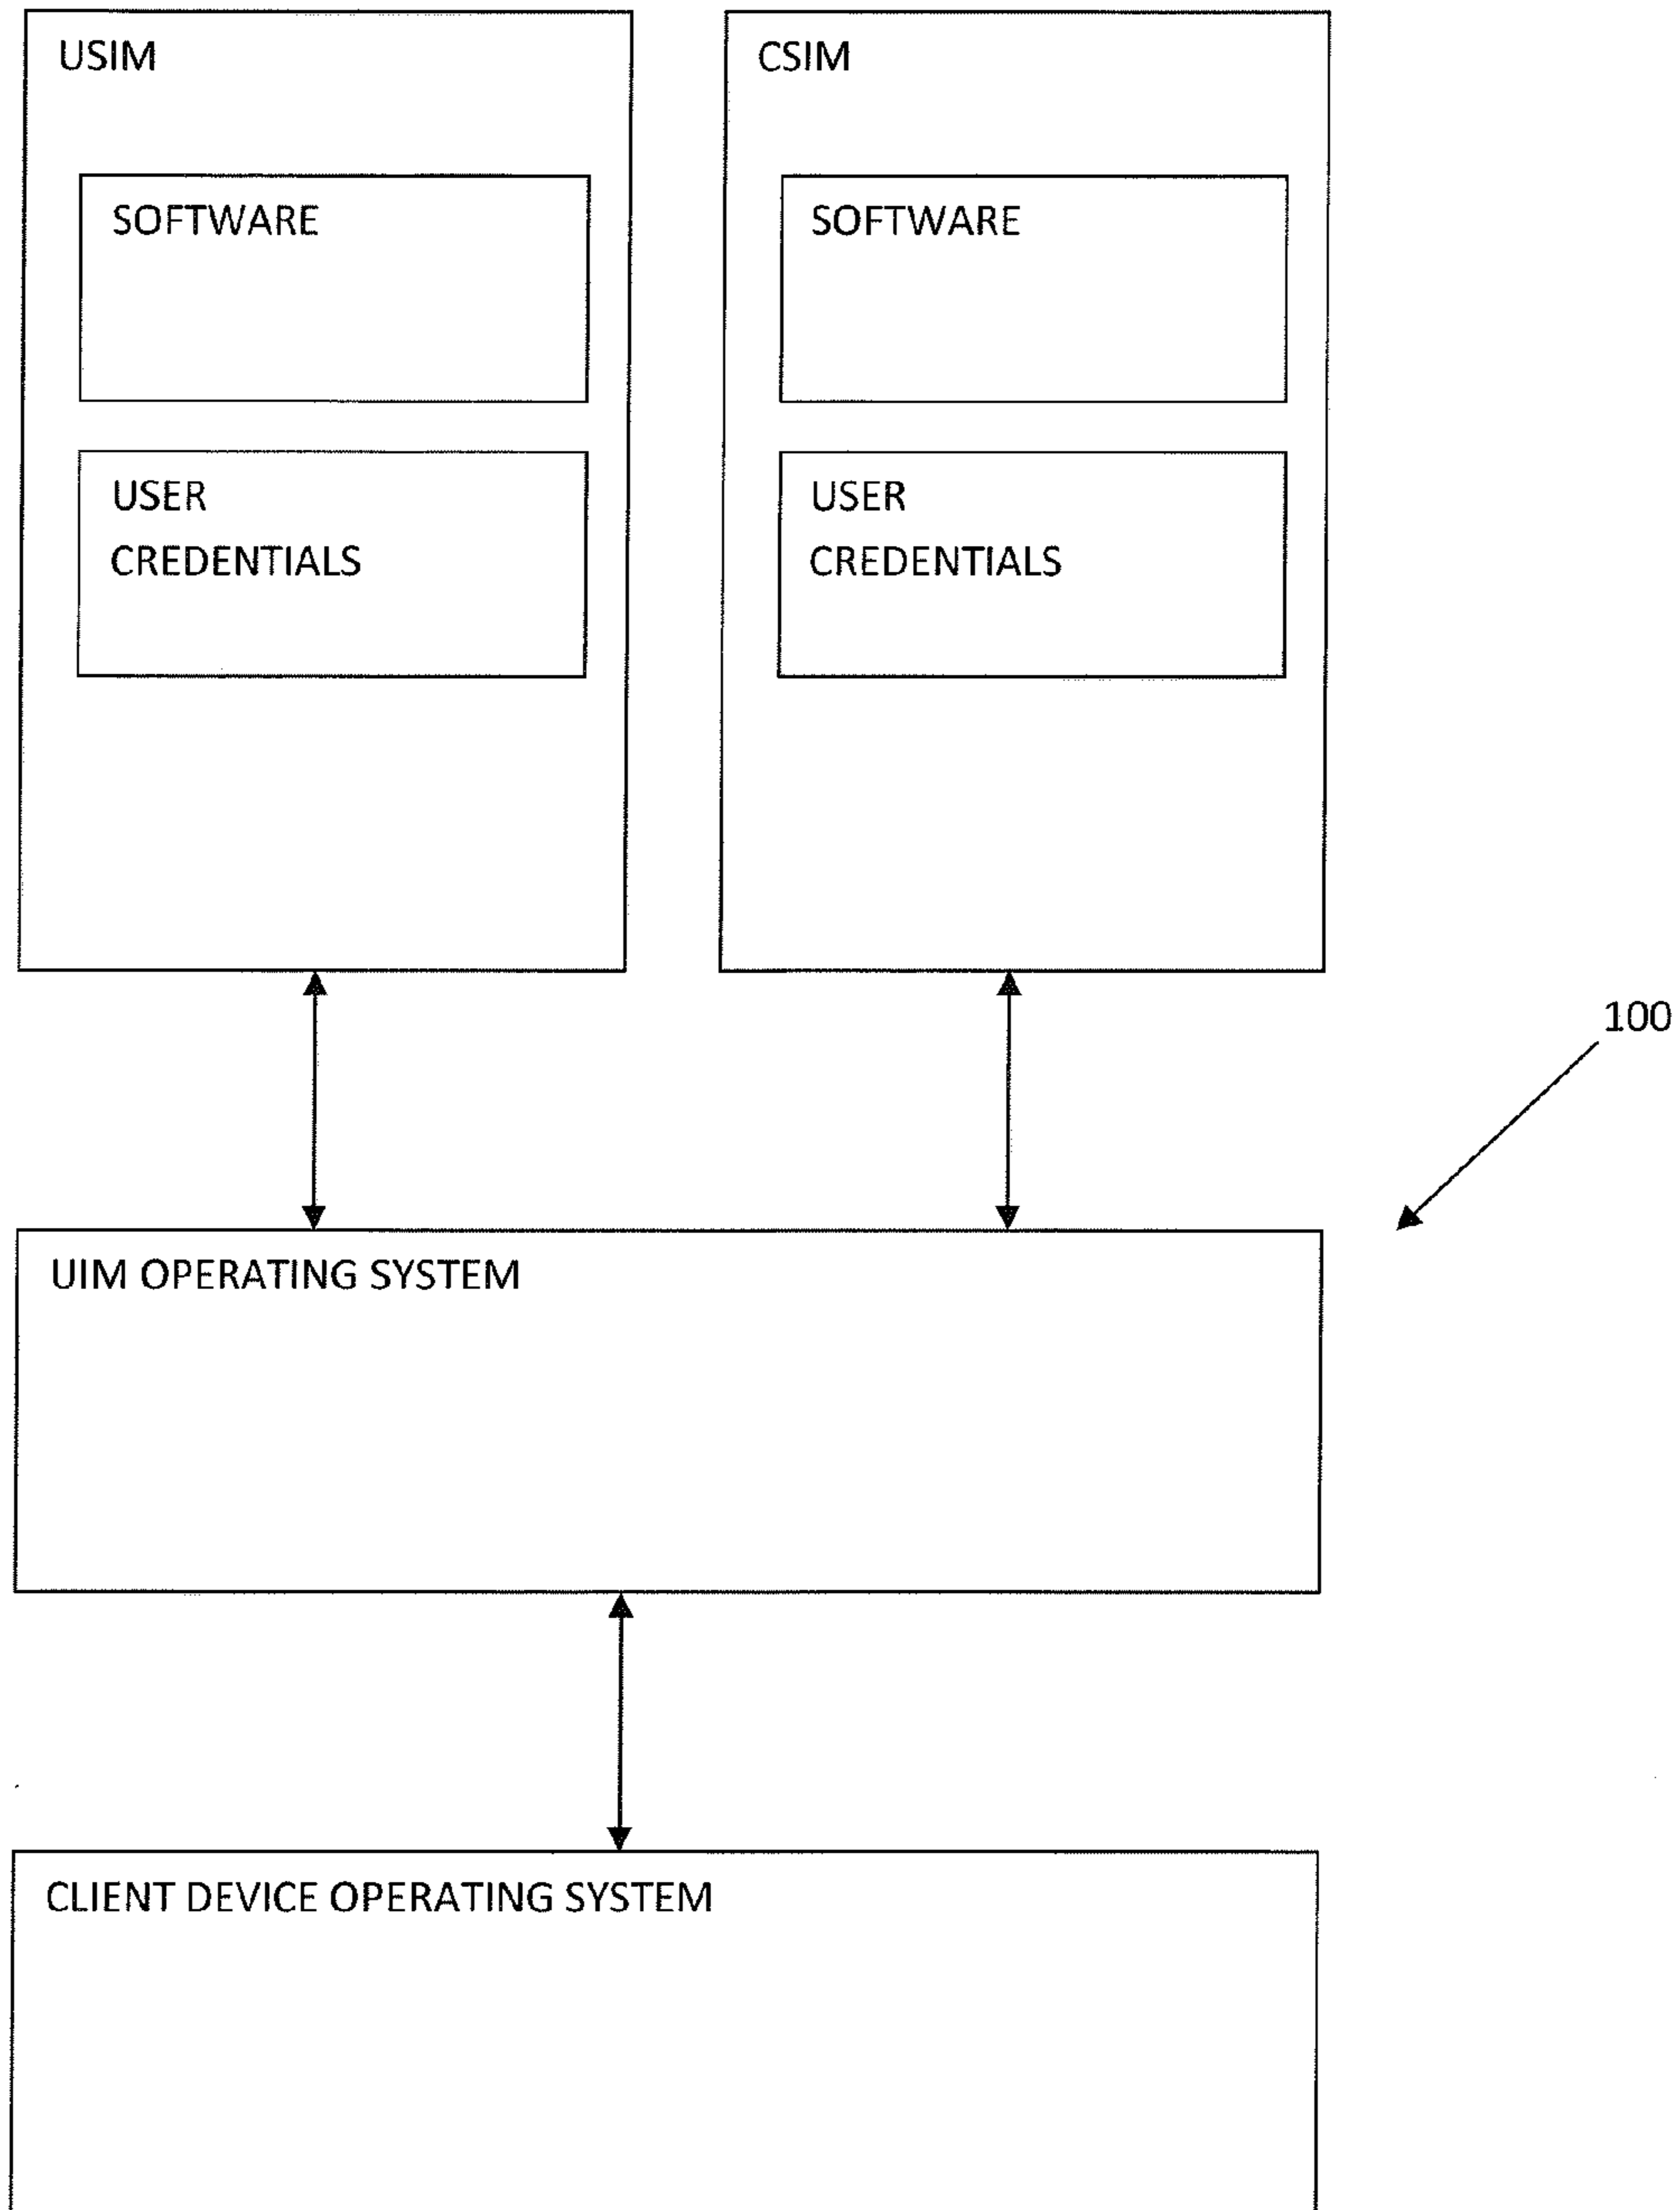 USIM
SOFTWARE
USER
CREDENTIALS
CSIM
SOFTWARE
USER
CREDENTIALS
100
UIM OPERATING SYSTEM
CLIENT DEVICE OPERATING SYSTEM